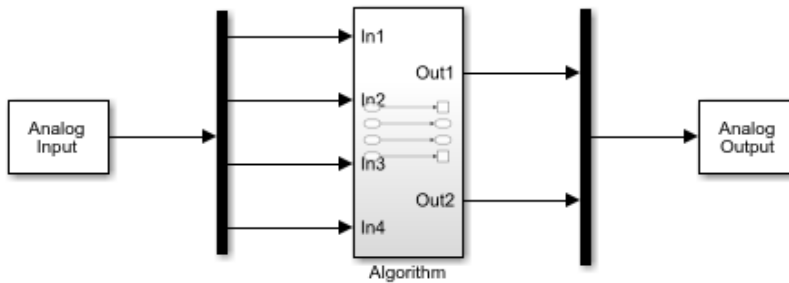 Analog
Input
In1
In2
In3
In4
Out1
Out2
Algorithm
Analog
Output